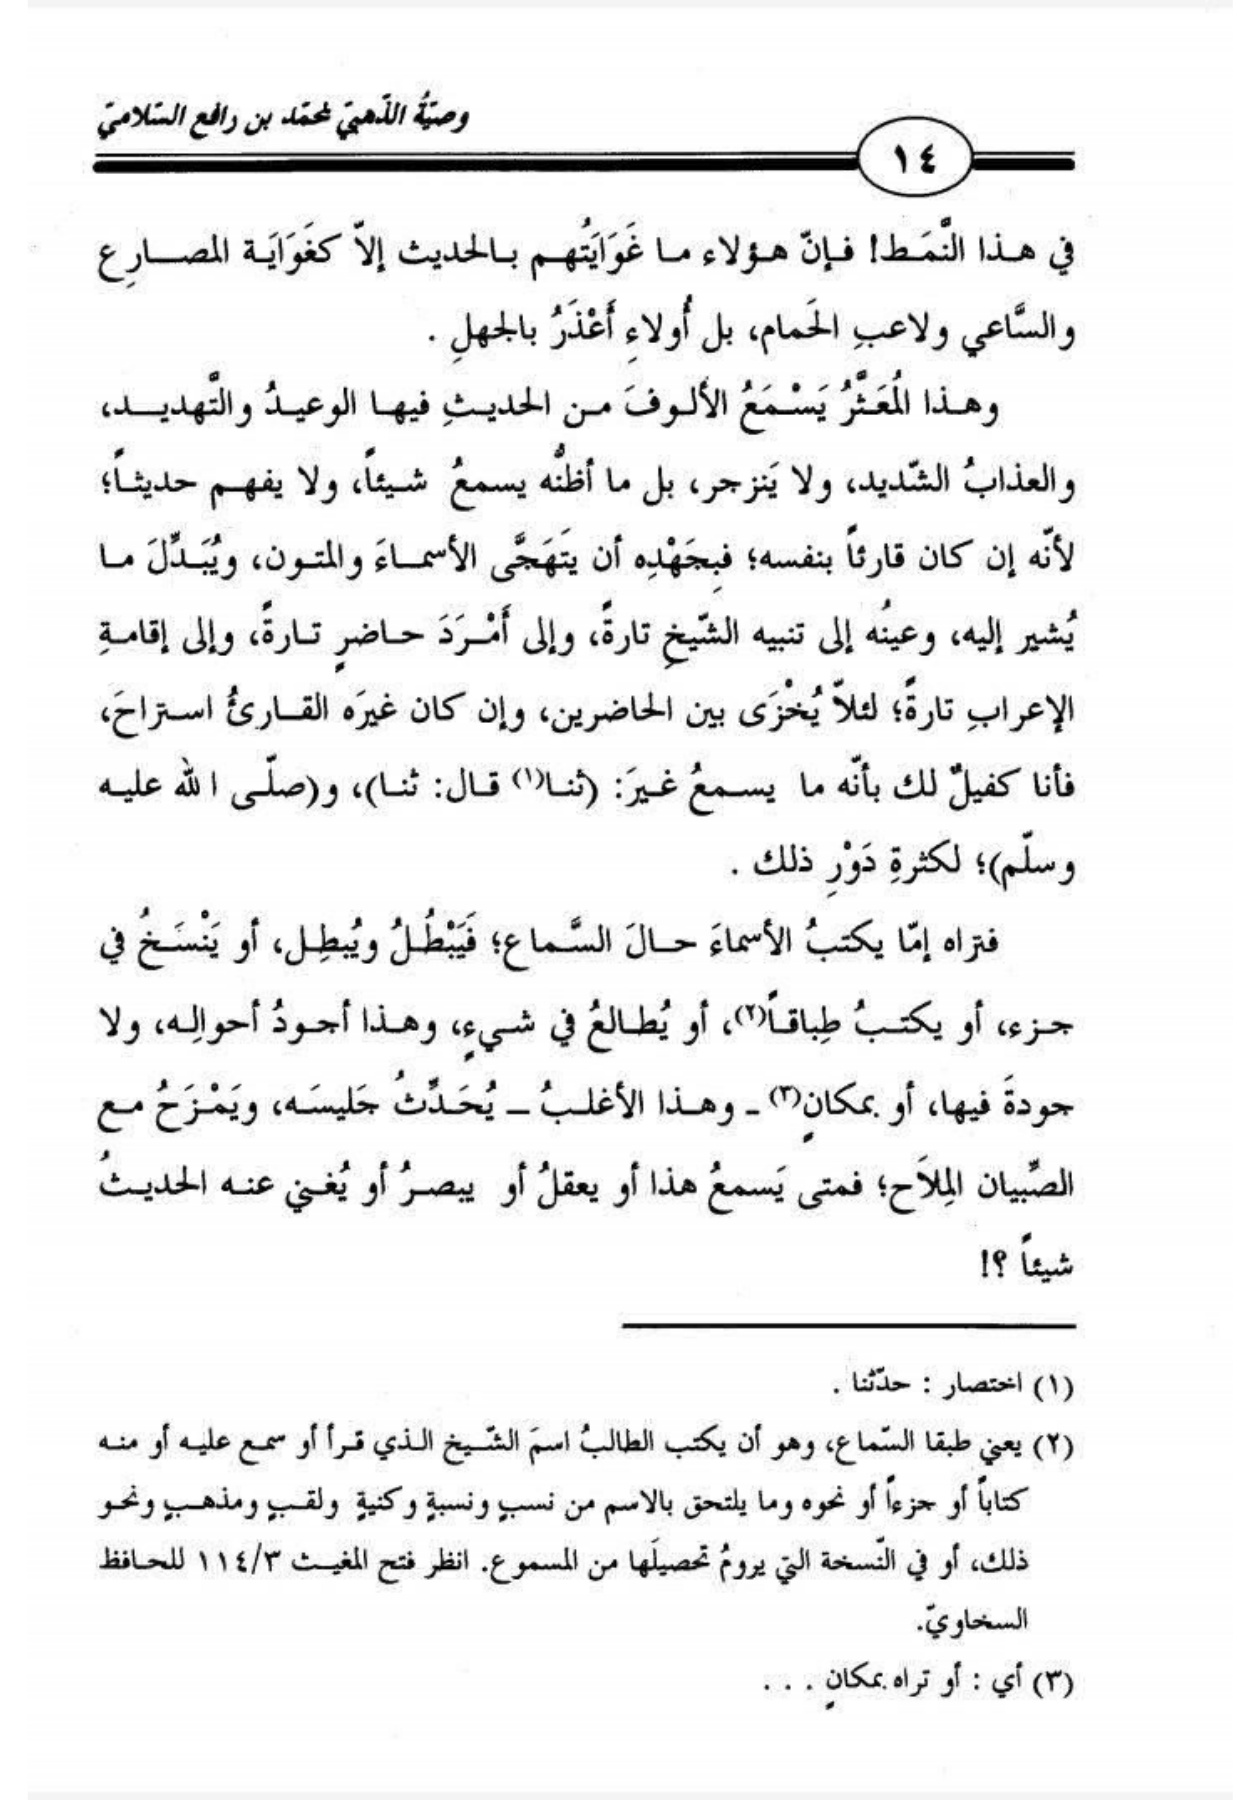 وصيّةُ الذّهبيّ لمحمّد بن رافع السّلاميّ
١٤
في هذا النَّمَط! فإنّ هؤلاء ما غَوَايَتُهم بالحديث إلاّ كغَوَايَة المصارِع
والسَّاعي ولاعبِ الحَمام، بل أُولاءِ أَعْذَرُ بالجهلِ .
وهذا المُعَثَّرُ يَسْمَعُ الألوفَ من الحديثِ فيها الوعيدُ والتَّهديد،
والعذابُ الشّديد، ولا يَنزجر، بل ما أظنُّه يسمعُ شيئاً، ولا يفهم حديثاً؛
لأنّه إن كان قارئاً بنفسه؛ فبِجَهْدِه أن يتَهَجَّى الأسماءَ والمتون، ويُبَدِّلَ ما
يُشير إليه، وعينُه إلى تنبيه الشّيخِ تارةً، وإلى أَمْرَدَ حاضرٍ تارةً، وإلى إقامةِ
الإعرابِ تارةً؛ لئلاّ يُخْزَى بين الحاضرين، وإن كان غيرَه القارئُ استراحَ،
فأنا كفيلٌ لك بأنّه ما يسمعُ غيرَ: (ثنا(١) قال: ثنا)، و(صلّى الله عليه
وسلّم)؛ لكثرةِ دَوْرِ ذلك .
فتراه إمّا يكتبُ الأسماءَ حالَ السَّماع؛ فَيَبْطُلُ ويُبطِل، أو يَنْسَخُ في
جزء، أو يكتبُ طِباقاً(٢)، أو يُطالعُ في شيءٍ، وهذا أجودُ أحوالِه، ولا
جودةَ فيها، أو بمكانٍ(٣) ـ وهذا الأغلبُ ـ يُحَدِّثُ جَليسَه، ويَمْزَحُ مع
الصِّبيان المِلاَح؛ فمتى يَسمعُ هذا أو يعقلُ أو يبصرُ أو يُغني عنه الحديثُ
شيئاً ؟!
(١) اختصار : حدّثنا .
(٢) يعني طبقا السّماع، وهو أن يكتب الطالبُ اسمَ الشّيخ الذي قرأ أو سمع عليه أو منه
كتاباً أو جزءاً أو نحوه وما يلتحق بالاسم من نسبٍ ونسبةٍ وكنيةٍ ولقبٍ ومذهبٍ ونحو
ذلك، أو في النّسخة التي يرومُ تحصيلَها من المسموع. انظر فتح المغيث ١١٤/٣ للحافظ
السخاويّ.
(٣) أي : أو تراه بمكانٍ . . .